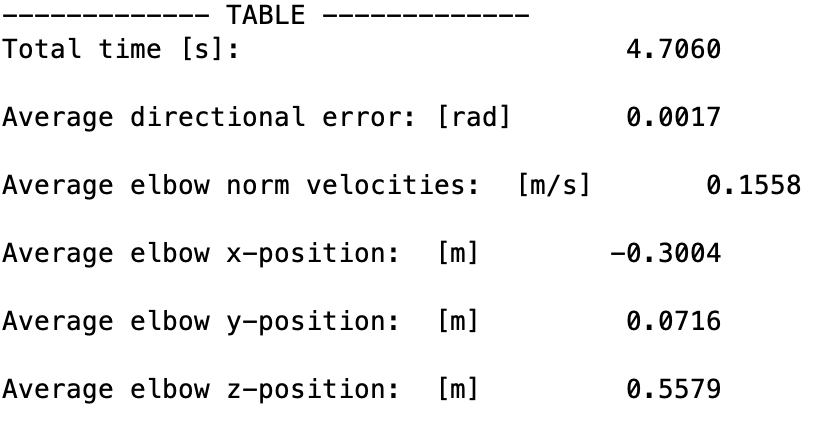 ------------- TABLE -------------
Total time [s]: 4.7060
Average directional error: [rad] 0.0017
Average elbow norm velocities: [m/s] 0.1558
Average elbow x-position: [m] -0.3004
Average elbow y-position: [m] 0.0716
Average elbow z-position: [m] 0.5579